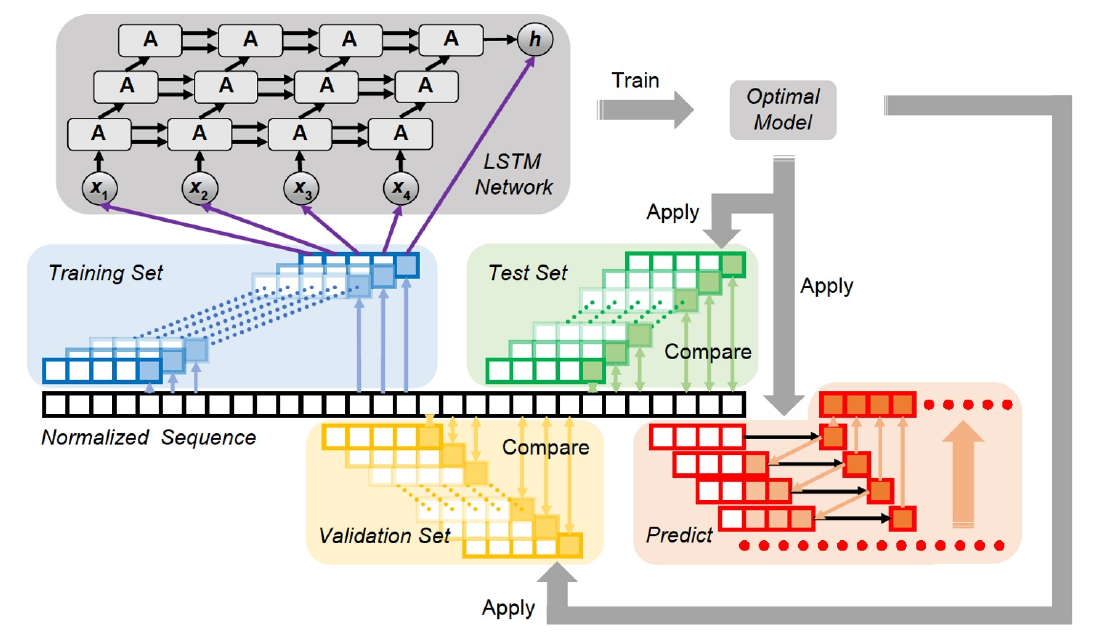 A A A A h
A A A A
A A A A
LSTM
Network
x1 x2 x3 x4
Train
Optimal
Model
Apply
Apply
Training Set
Test Set
Compare
Normalized Sequence
Compare
Validation Set
Predict
Apply